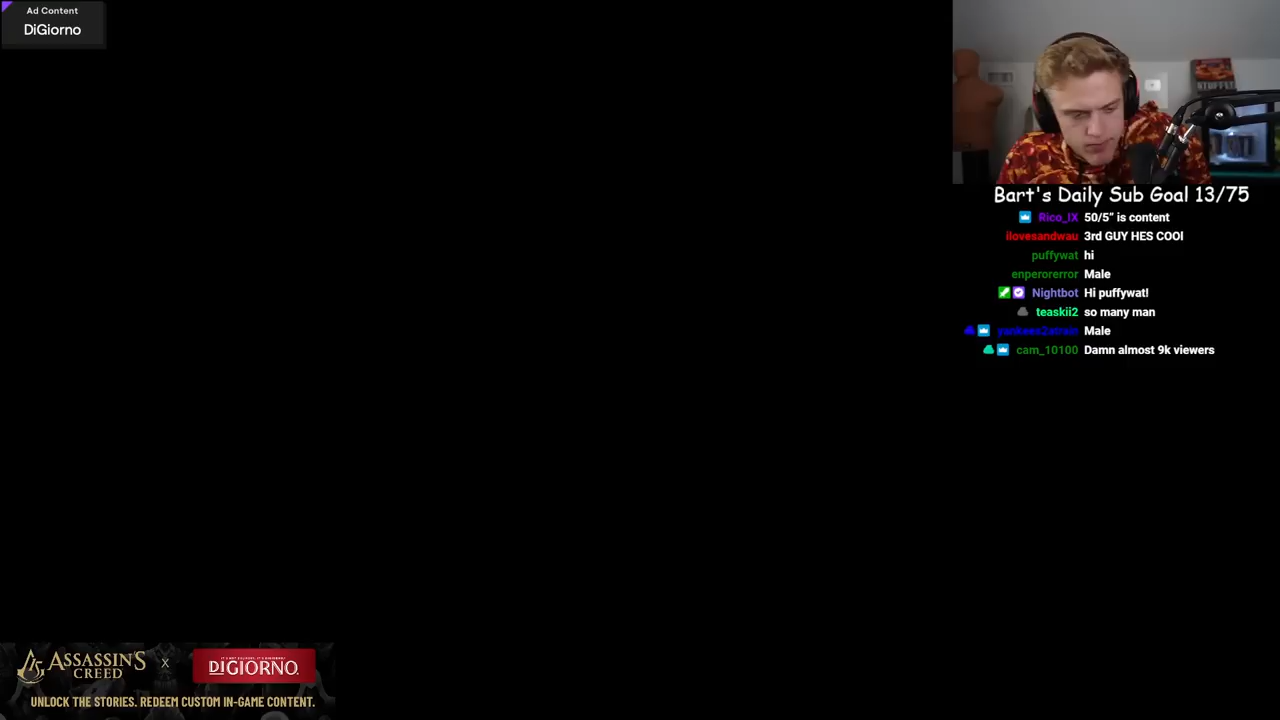 Ad Content
DiGiorno
Bart's Daily Sub Goal 13/75
Rico_IX 50/5” is content
ilovesandwau 3rd GUY HES COOl
puffywat hi
enperorerror Male
Nightbot Hi puffywat!
teaskii2 so many man
Male
cam_10100 Damn almost 9k viewers
ASSASSIN'S CREED X DIGIORNO.
UNLOCK THE STORIES. REDEEM CUSTOM IN-GAME CONTENT.